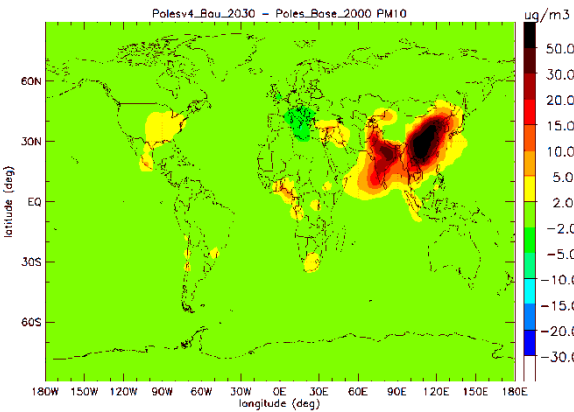 Polesv4_Bau_2030 - Poles_Base_2000 PM10
ug/m3
50.0
50.0
30.0
20.0
15.0
10.0
5.0
2.0
-2.0
-5.0
-10.0
-15.0
-20.0
-30.0
60N
30N
EQ
30S
60S
latitude (deg)
180W 150W 120W 90W 60W 30W 0E 30E 60E 90E 120E 150E 180E
longitude (deg)